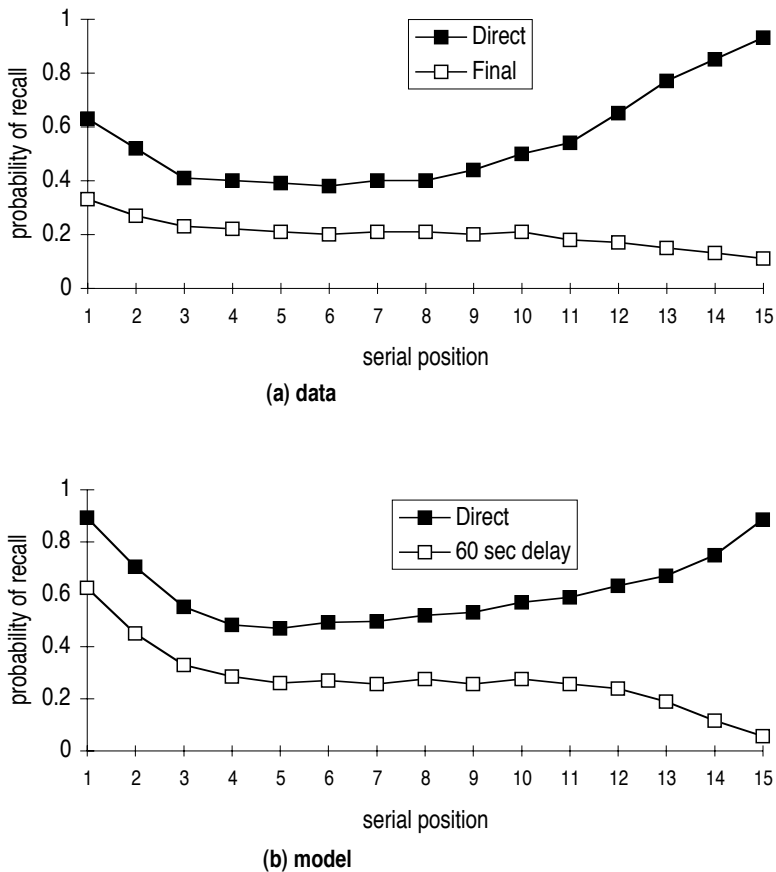 Direct
Final
probability of recall
1
0.8
0.6
0.4
0.2
0
1 2 3 4 5 6 7 8 9 10 11 12 13 14 15
serial position
(a) data
Direct
60 sec delay
probability of recall
1
0.8
0.6
0.4
0.2
0
1 2 3 4 5 6 7 8 9 10 11 12 13 14 15
serial position
(b) model